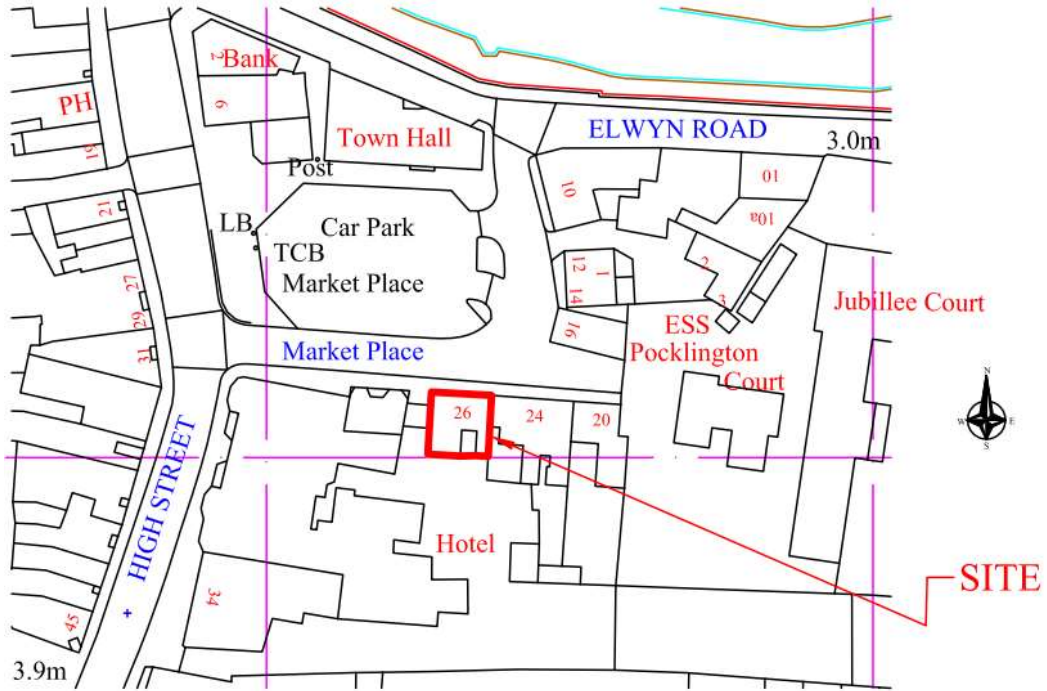 Bank
2
6
PH
Town Hall
ELWYN ROAD
3.0m
19
Post
10
10
10a
21
LB
Car Park
TCB
Market Place
12
1
14
2
3
27
29
31
16
ESS
Pocklington
Court
Jubillee Court
Market Place
26
24
20
N
W
E
S
HIGH STREET
Hotel
SITE
34
45
3.9m